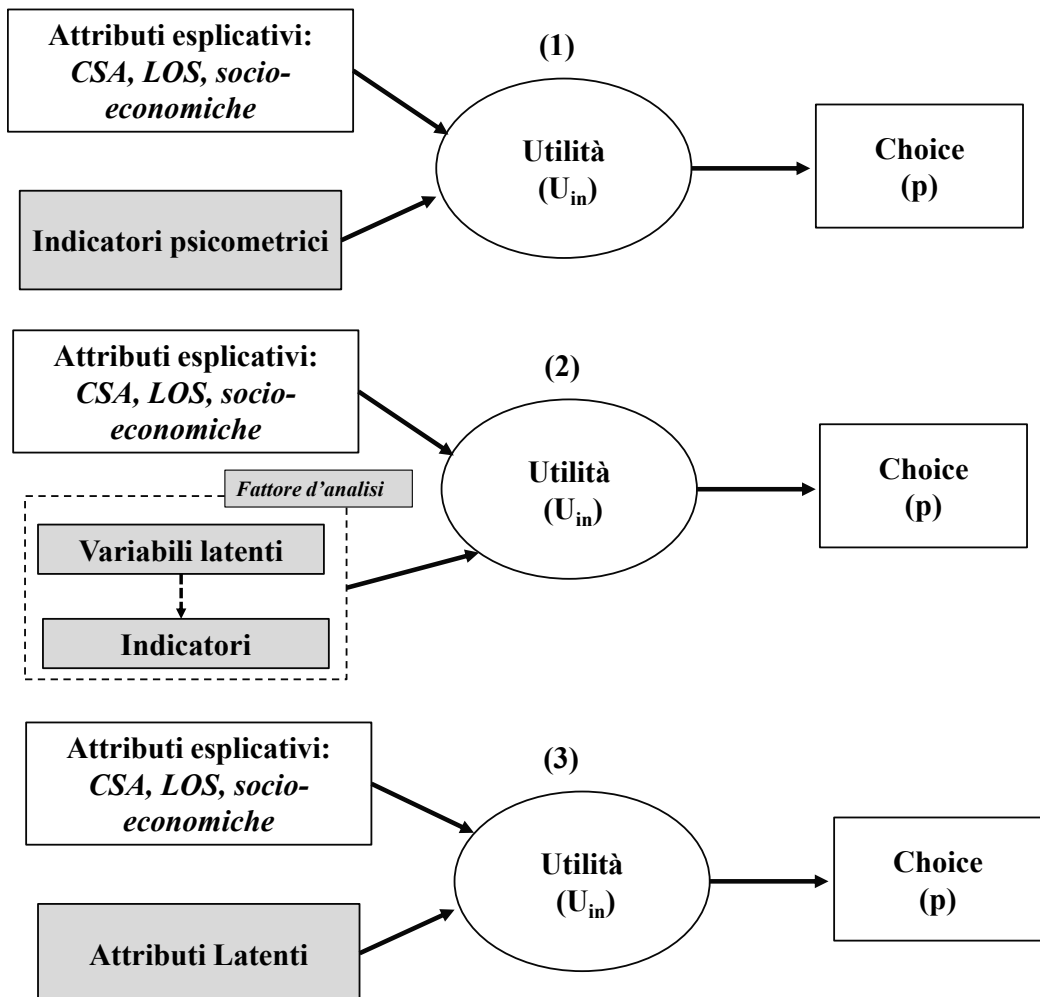 Attributi esplicativi:
CSA, LOS, socio-
economiche
(1)
Utilità
(Uin)
Choice
(p)
Indicatori psicometrici
Attributi esplicativi:
CSA, LOS, socio-
economiche
(2)
Utilità
(Uin)
Choice
(p)
Fattore d’analisi
Variabili latenti
Indicatori
Attributi esplicativi:
CSA, LOS, socio-
economiche
(3)
Utilità
(Uin)
Choice
(p)
Attributi Latenti